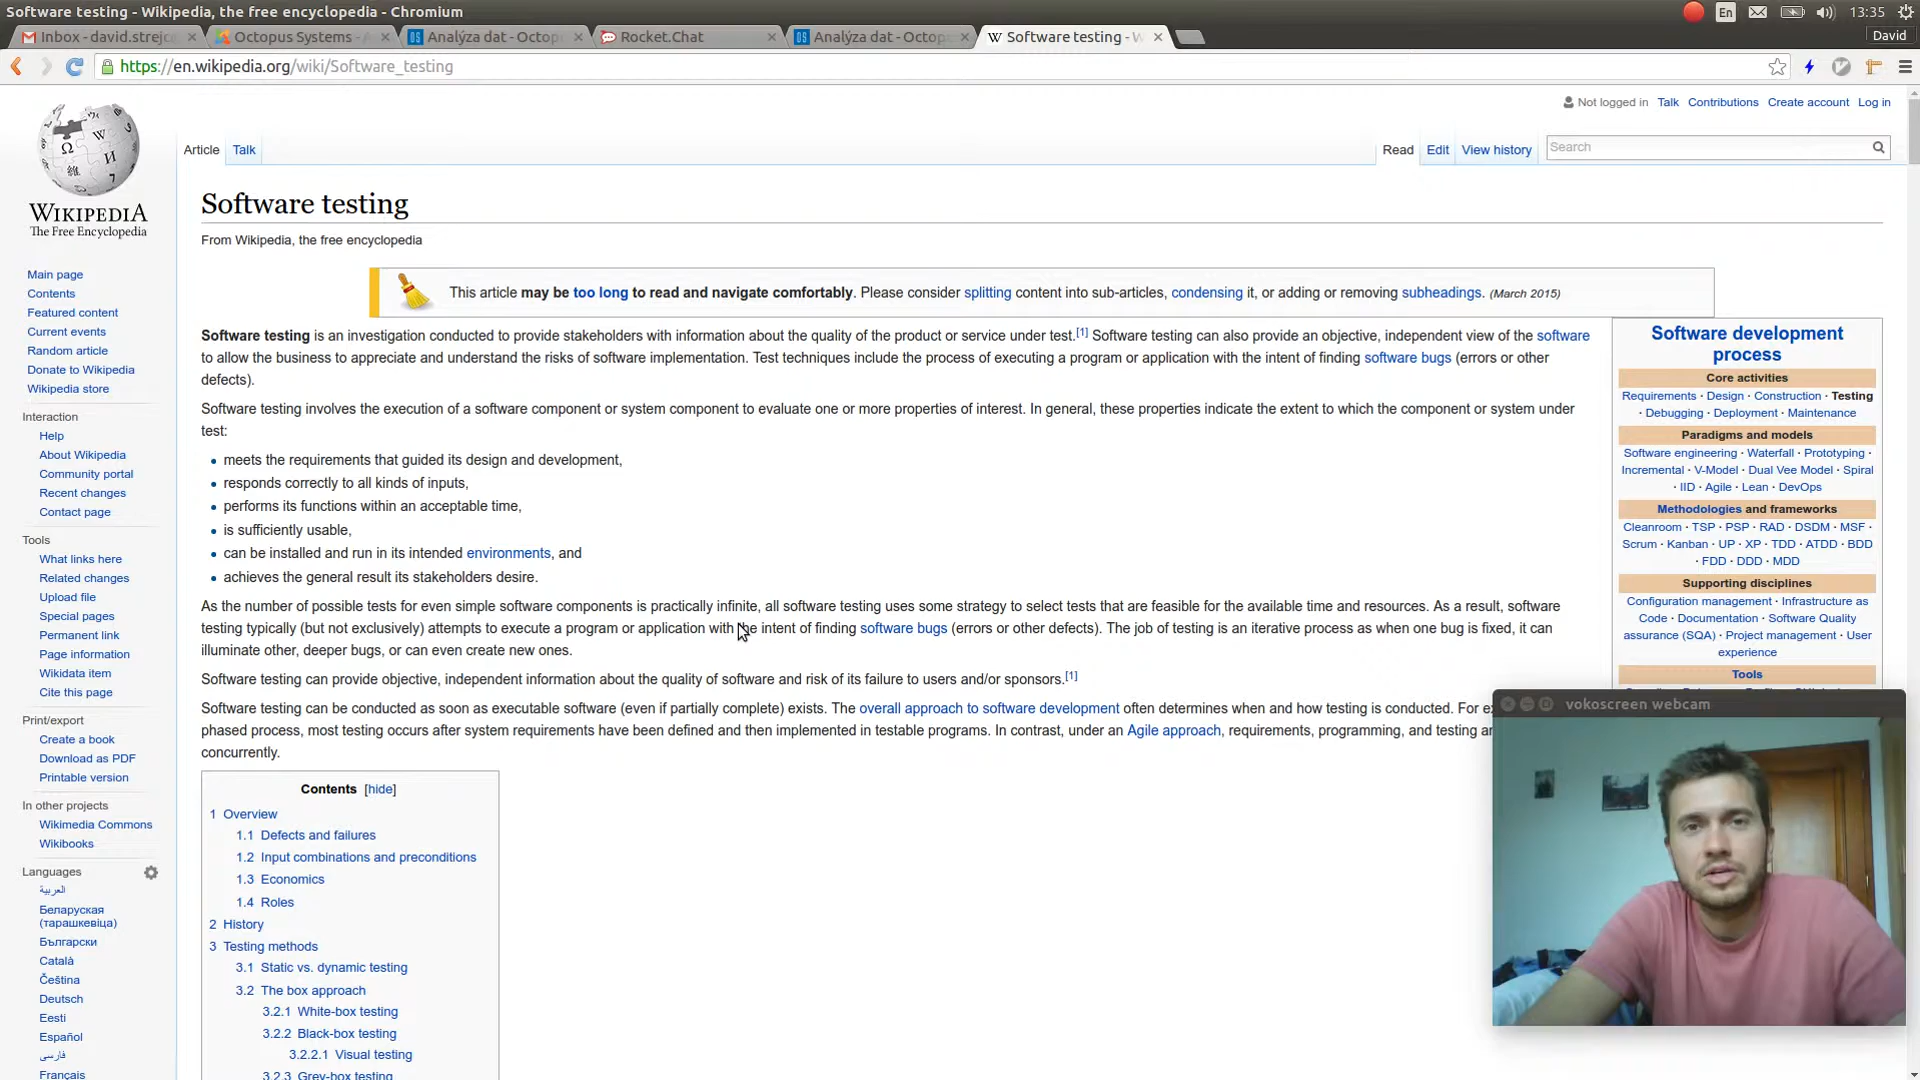 Software testing - Wikipedia, the free encyclopedia - Chromium
En
13:35
Inbox - david.strejc
Octopus Systems - A
Analýza dat - Octop
Rocket.Chat
Analýza dat - Octop
Software testing - W
David
https://en.wikipedia.org/wiki/Software_testing
Not logged in Talk Contributions Create account Log in
Article Talk
Read Edit View history
Search
WIKIPEDIA
The Free Encyclopedia
Main page
Contents
Featured content
Current events
Random article
Donate to Wikipedia
Wikipedia store
Interaction
Help
About Wikipedia
Community portal
Recent changes
Contact page
Tools
What links here
Related changes
Upload file
Special pages
Permanent link
Page information
Wikidata item
Cite this page
Print/export
Create a book
Download as PDF
Printable version
In other projects
Wikimedia Commons
Wikibooks
Languages
العربية
Беларуская
(тарашкевіца)
Български
Català
Čeština
Deutsch
Eesti
Español
فارسی
Français
Software testing
From Wikipedia, the free encyclopedia
This article may be too long to read and navigate comfortably. Please consider splitting content into sub-articles, condensing it, or adding or removing subheadings. (March 2015)
Software testing is an investigation conducted to provide stakeholders with information about the quality of the product or service under test.[1] Software testing can also provide an objective, independent view of the software
to allow the business to appreciate and understand the risks of software implementation. Test techniques include the process of executing a program or application with the intent of finding software bugs (errors or other
defects).
Software testing involves the execution of a software component or system component to evaluate one or more properties of interest. In general, these properties indicate the extent to which the component or system under
test:
meets the requirements that guided its design and development,
responds correctly to all kinds of inputs,
performs its functions within an acceptable time,
is sufficiently usable,
can be installed and run in its intended environments, and
achieves the general result its stakeholders desire.
As the number of possible tests for even simple software components is practically infinite, all software testing uses some strategy to select tests that are feasible for the available time and resources. As a result, software
testing typically (but not exclusively) attempts to execute a program or application with the intent of finding software bugs (errors or other defects). The job of testing is an iterative process as when one bug is fixed, it can
illuminate other, deeper bugs, or can even create new ones.
Software testing can provide objective, independent information about the quality of software and risk of its failure to users and/or sponsors.[1]
Software testing can be conducted as soon as executable software (even if partially complete) exists. The overall approach to software development often determines when and how testing is conducted. For ex
phased process, most testing occurs after system requirements have been defined and then implemented in testable programs. In contrast, under an Agile approach, requirements, programming, and testing ar
concurrently.
Contents [hide]
1 Overview
1.1 Defects and failures
1.2 Input combinations and preconditions
1.3 Economics
1.4 Roles
2 History
3 Testing methods
3.1 Static vs. dynamic testing
3.2 The box approach
3.2.1 White-box testing
3.2.2 Black-box testing
3.2.2.1 Visual testing
3.2.3 Grey-box testing
Software development
process
Core activities
Requirements · Design · Construction · Testing
· Debugging · Deployment · Maintenance
Paradigms and models
Software engineering · Waterfall · Prototyping ·
Incremental · V-Model · Dual Vee Model · Spiral
· IID · Agile · Lean · DevOps
Methodologies and frameworks
Cleanroom · TSP · PSP · RAD · DSDM · MSF ·
Scrum · Kanban · UP · XP · TDD · ATDD · BDD
· FDD · DDD · MDD
Supporting disciplines
Configuration management · Infrastructure as
Code · Documentation · Software Quality
assurance (SQA) · Project management · User
experience
Tools
vokoscreen webcam